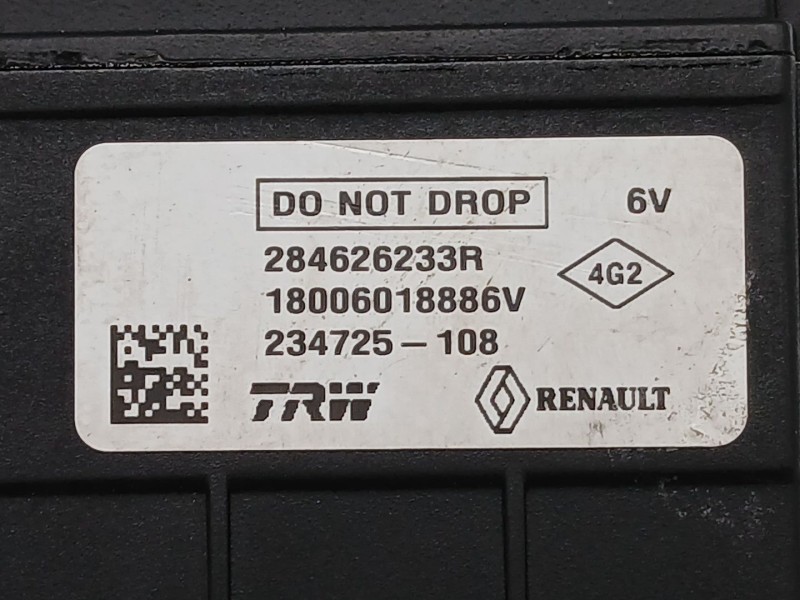 DO NOT DROP 6V
284626233R
4G2
18006018886V
234725-108
TRW RENAULT